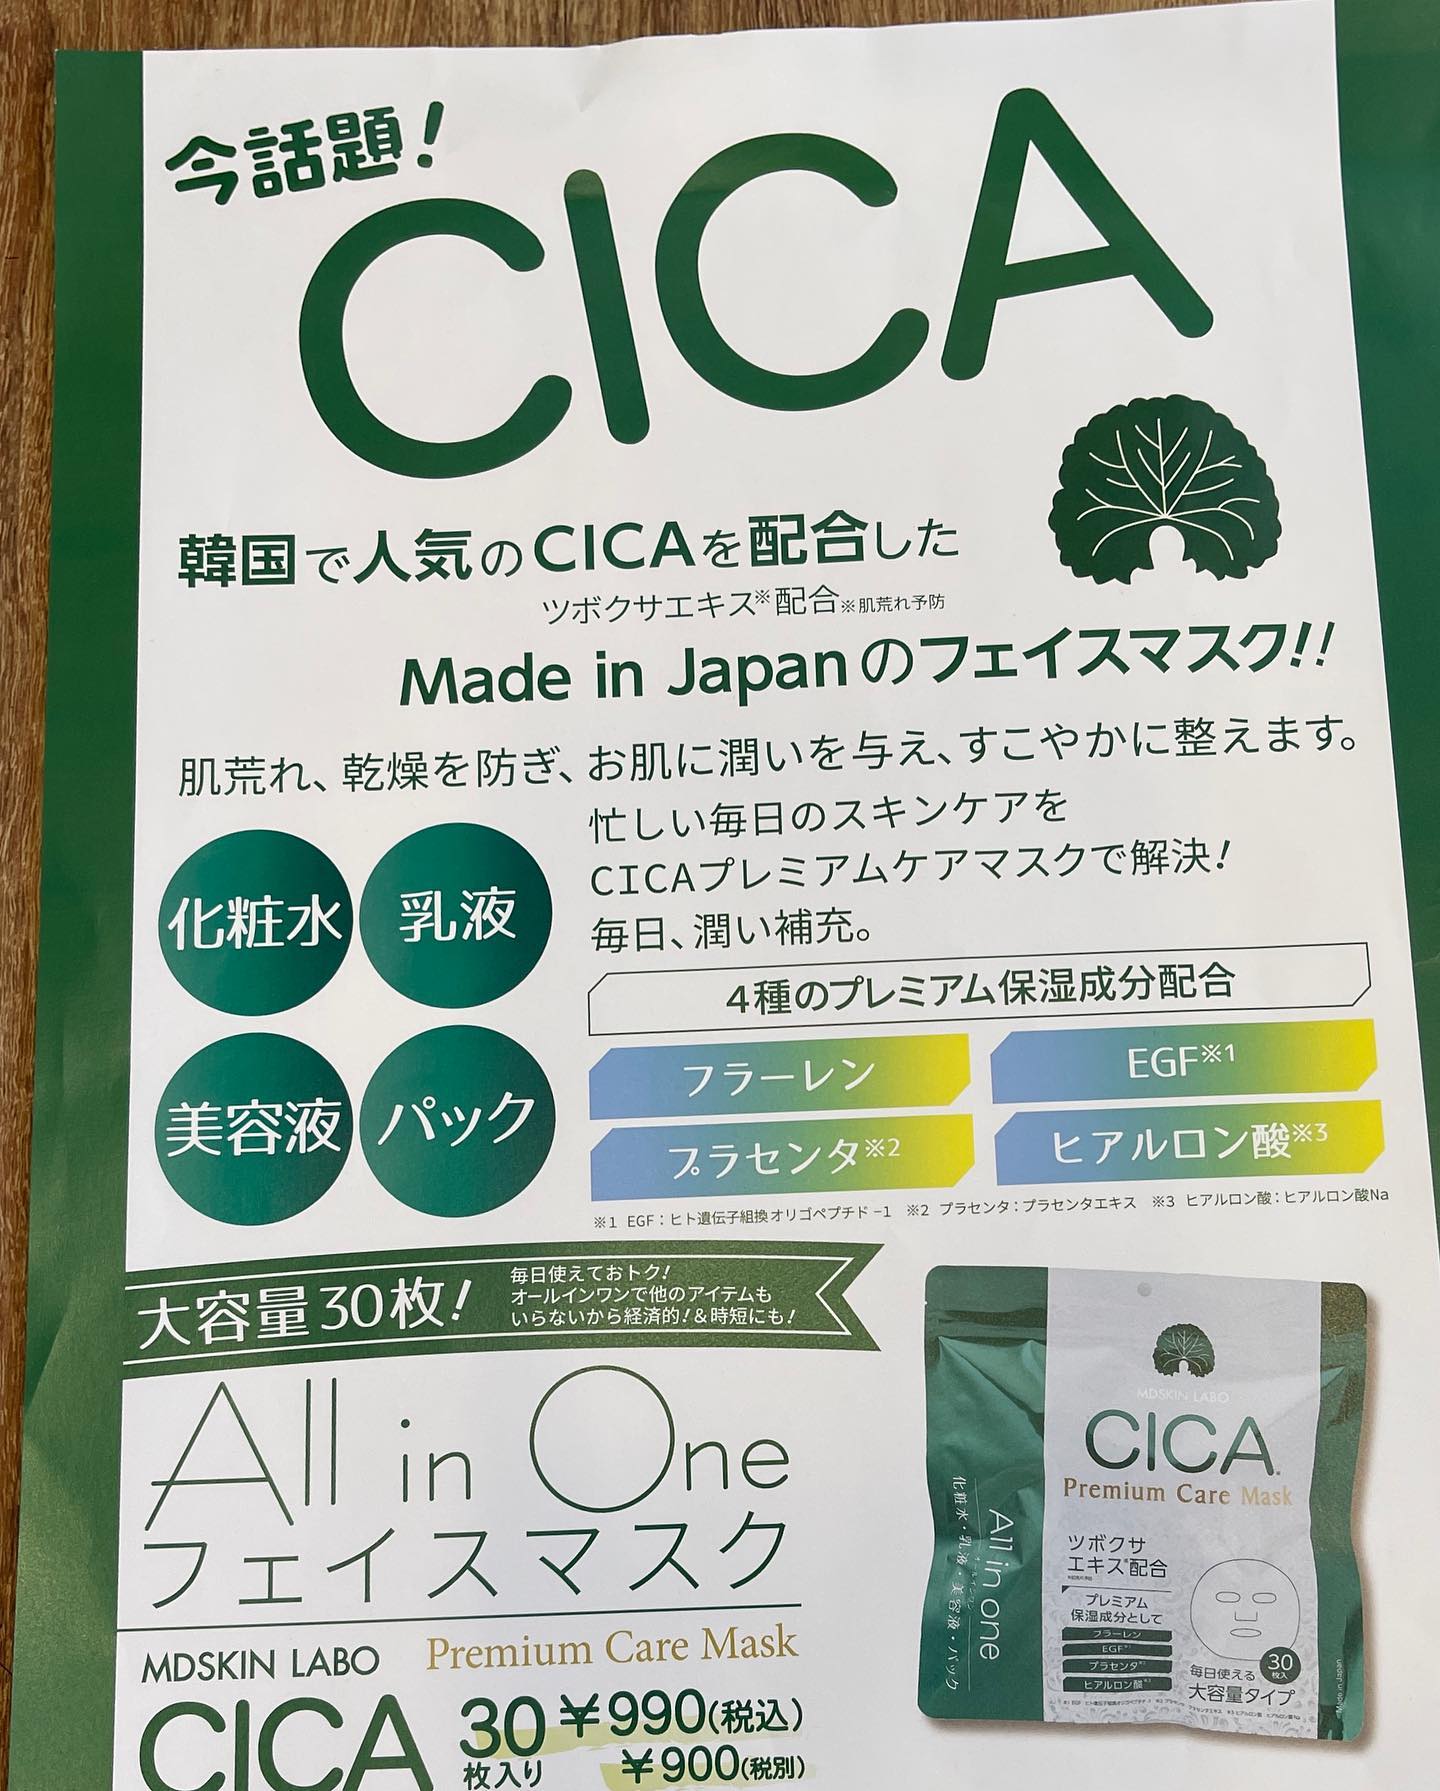 今話題!
CICA
韓国で人気のCICAを配合した
ツボクサエキス※配合※肌荒れ予防
Made in Japanのフェイスマスク!!
肌荒れ、乾燥を防ぎ、お肌に潤いを与え、すこやかに整えます。
忙しい毎日のスキンケアを
CICAプレミアムケアマスクで解決!
毎日、潤い補充。
化粧水
乳液
美容液
パック
4種のプレミアム保湿成分配合
フラーレン
EGF※1
プラセンタ※2
ヒアルロン酸※3
※1 EGF:ヒト遺伝子組換オリゴペプチド-1 ※2 プラセンタ:プラセンタエキス ※3 ヒアルロン酸:ヒアルロン酸Na
大容量30枚!
毎日使えておトク!
オールインワンで他のアイテムも
いらないから経済的!&時短にも!
All in One
フェイスマスク
MDSKIN LABO Premium Care Mask
CICA
30
枚入り
¥990(税込)
¥900(税別)
MDSKIN LABO
CICA
Premium Care Mask
ツボクサ
エキス※配合
プレミアム
保湿成分として
フラーレン
EGF※1
プラセンタ※2
ヒアルロン酸※3
毎日使える
30
枚入
大容量タイプ
All in one
化粧水・乳液・美容液・パック